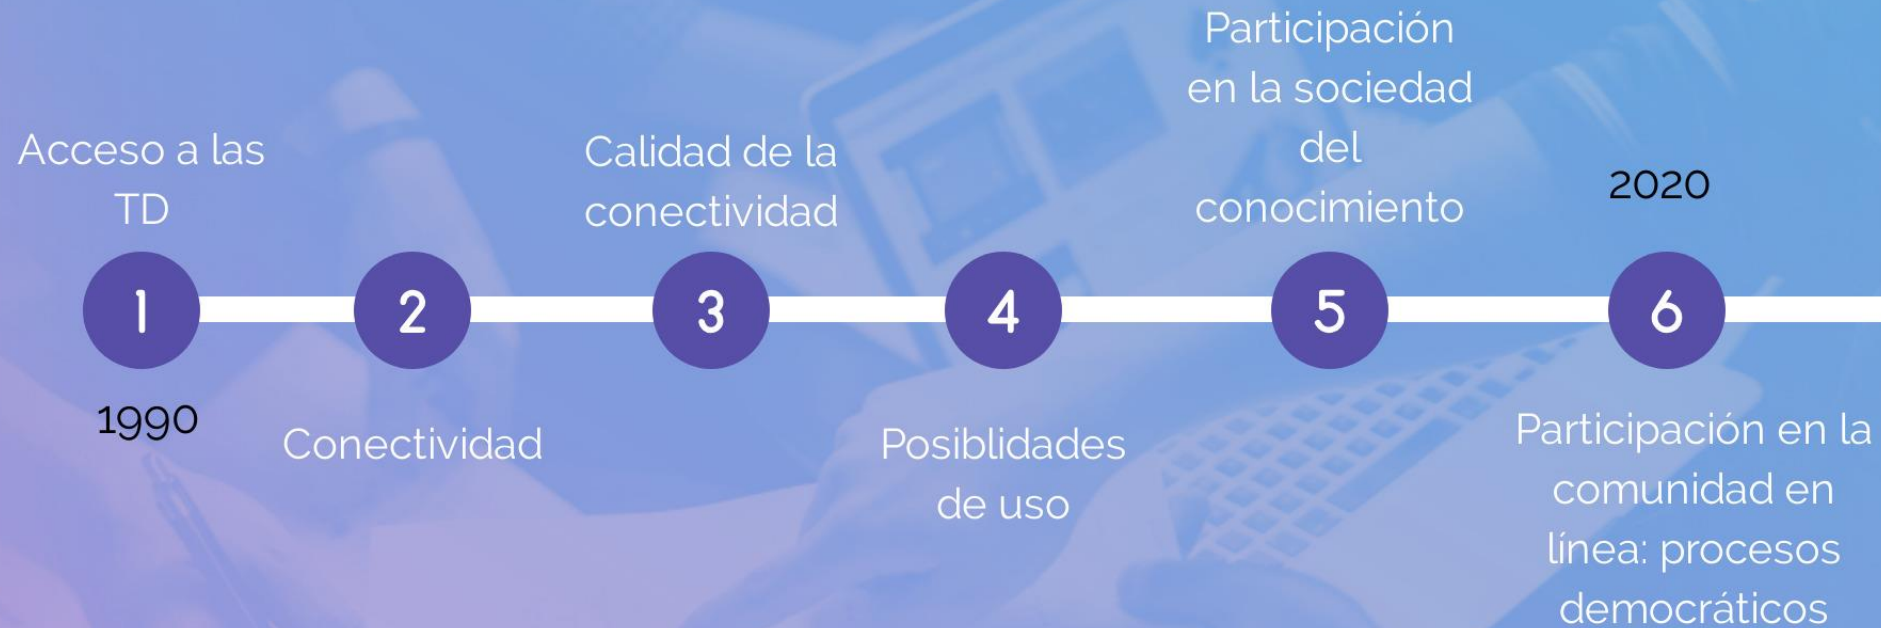 Acceso a las
TD
1
1990
2
Conectividad
Calidad de la
conectividad
3
4
Posiblidades
de uso
Participación
en la sociedad
del
conocimiento
5
2020
6
Participación en la
comunidad en
línea: procesos
democráticos